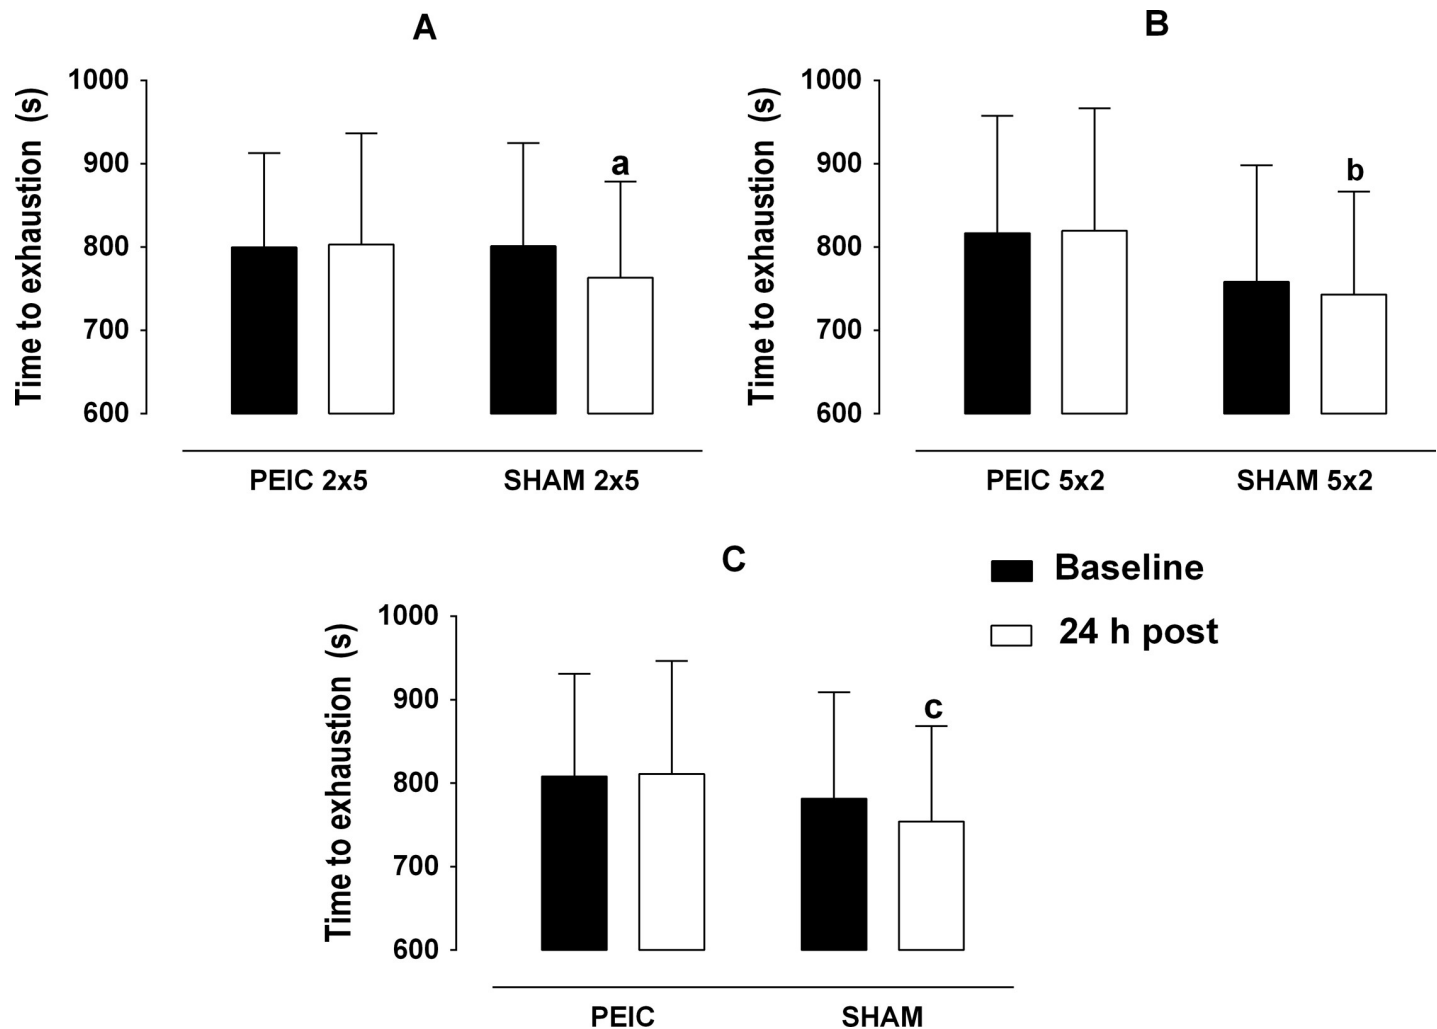 A
Time to exhaustion (s)
1000
900
800
700
600
a
PEIC 2x5
SHAM 2x5
B
Time to exhaustion (s)
1000
900
800
700
600
b
PEIC 5x2
SHAM 5x2
C
Time to exhaustion (s)
1000
900
800
700
600
c
PEIC
SHAM
Baseline
24 h post